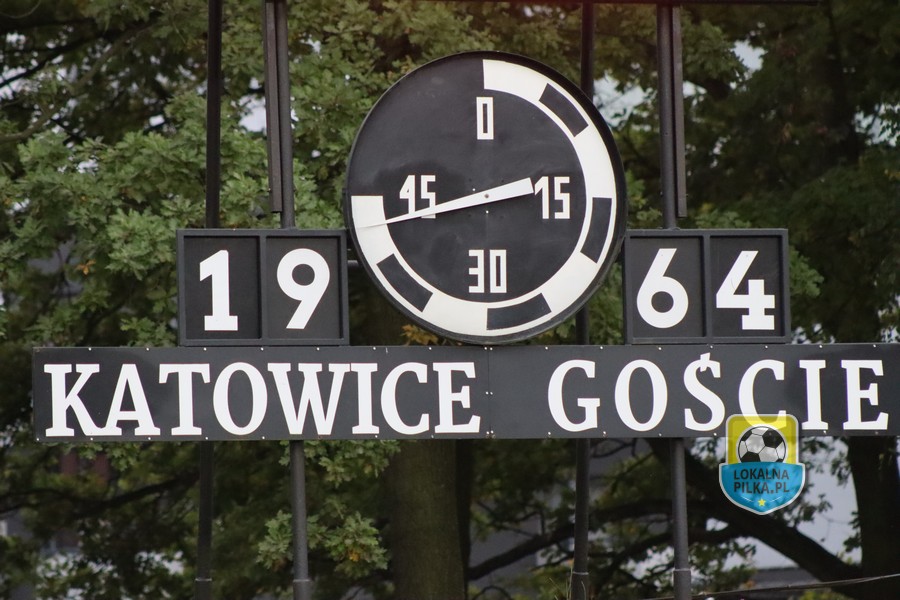 0
45 15
30
19 64
KATOWICE GOŚCIE
LOKALNA
PILKA.PL